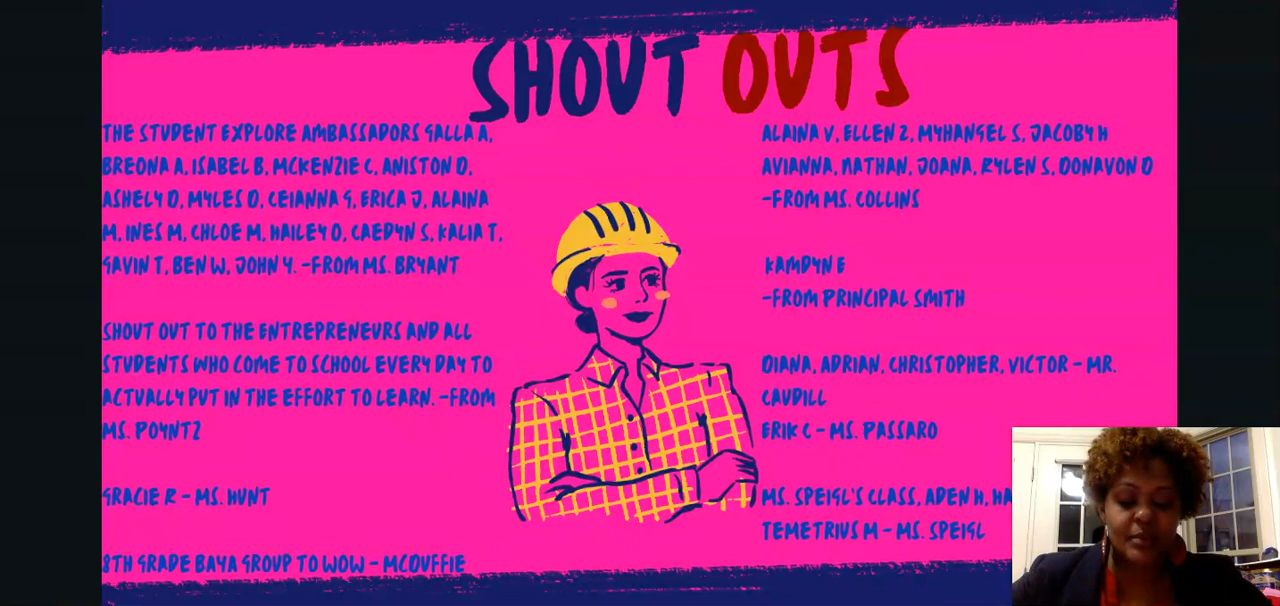 SHOUT OUTS
THE STUDENT EXPLORE AMBASSADORS GALLA A,
BREONA A, ISABEL B, MCKENZIE C, ANISTON D,
ASHELY D, MYLES D, CEIANNA G, ERICA J, ALAINA
M, INES M, CHLOE M, HAILEY O, CAEDYN S, KALIA T,
GAVIN T, BEN W, JOHN Y. -FROM MS. BRYANT
SHOUT OUT TO THE ENTREPRENEURS AND ALL
STUDENTS WHO COME TO SCHOOL EVERY DAY TO
ACTUALLY PUT IN THE EFFORT TO LEARN. -FROM
MS. POYNTZ
GRACIE R - MS. HUNT
8TH GRADE BAYA GROUP TO WOW - MCDUFFIE
ALAINA V, ELLEN Z, MYHANGEL S, JACOBY H
AVIANNA, NATHAN, JOANA, RYLEN S, DONAVON D
-FROM MS. COLLINS
KAMDYN E
-FROM PRINCIPAL SMITH
DIANA, ADRIAN, CHRISTOPHER, VICTOR - MR.
CAUDILL
ERIK C - MS. PASSARO
MS. SPEIGL'S CLASS, ADEN H,
TEMETRIUS M - MS. SPEIGL